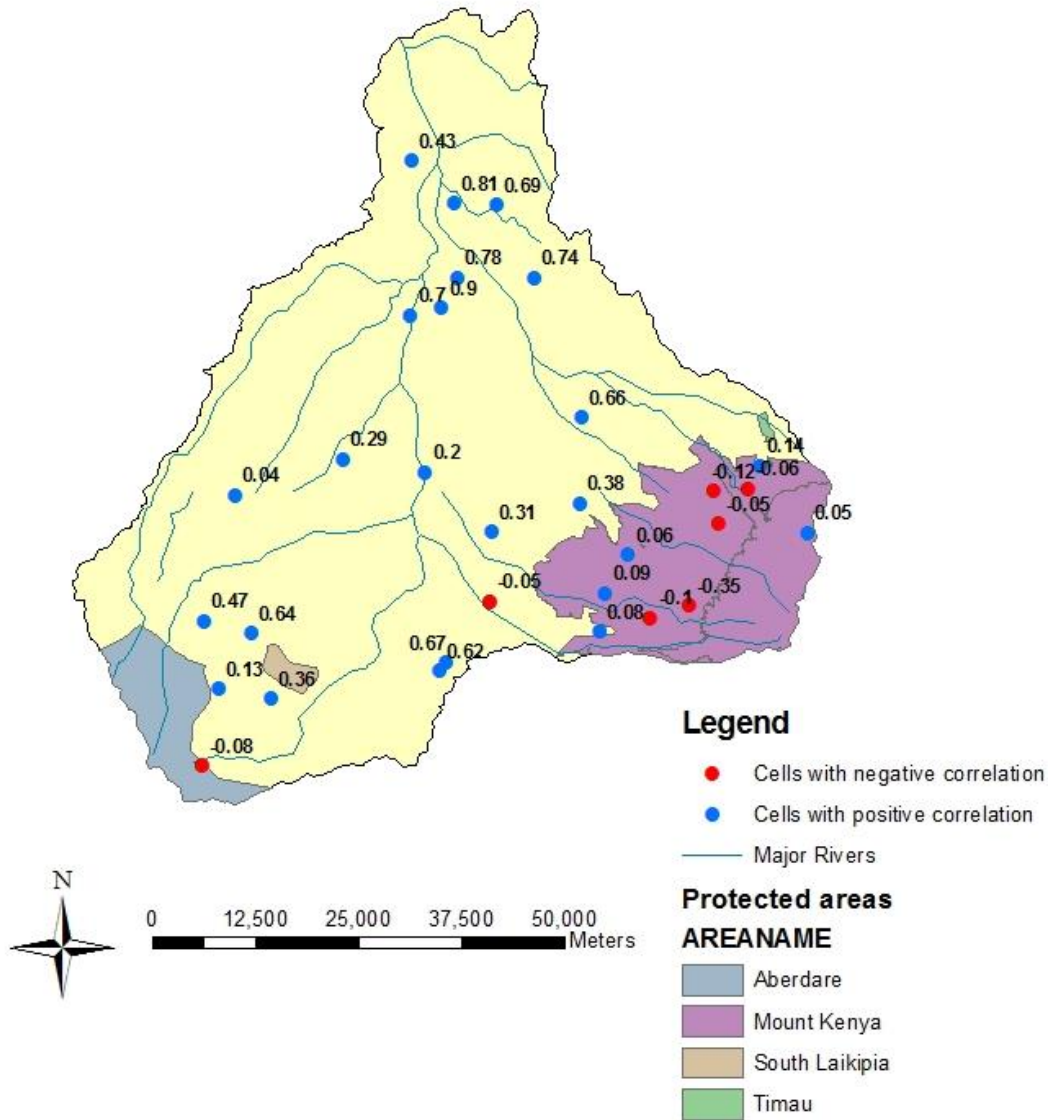 0.43
0.81 0.69
0.78 0.74
0.7 0.9
0.66
0.29
0.2
0.14
0.04
-0.12 -0.06
0.38
-0.05
0.31
0.05
0.06
-0.05
0.09
-0.35
-0.1
0.08
0.47
0.64
0.67 0.62
0.13
0.36
-0.08
Legend
Cells with negative correlation
Cells with positive correlation
Major Rivers
Protected areas
AREANAME
Aberdare
Mount Kenya
South Laikipia
Timau
N
0 12,500 25,000 37,500 50,000
Meters